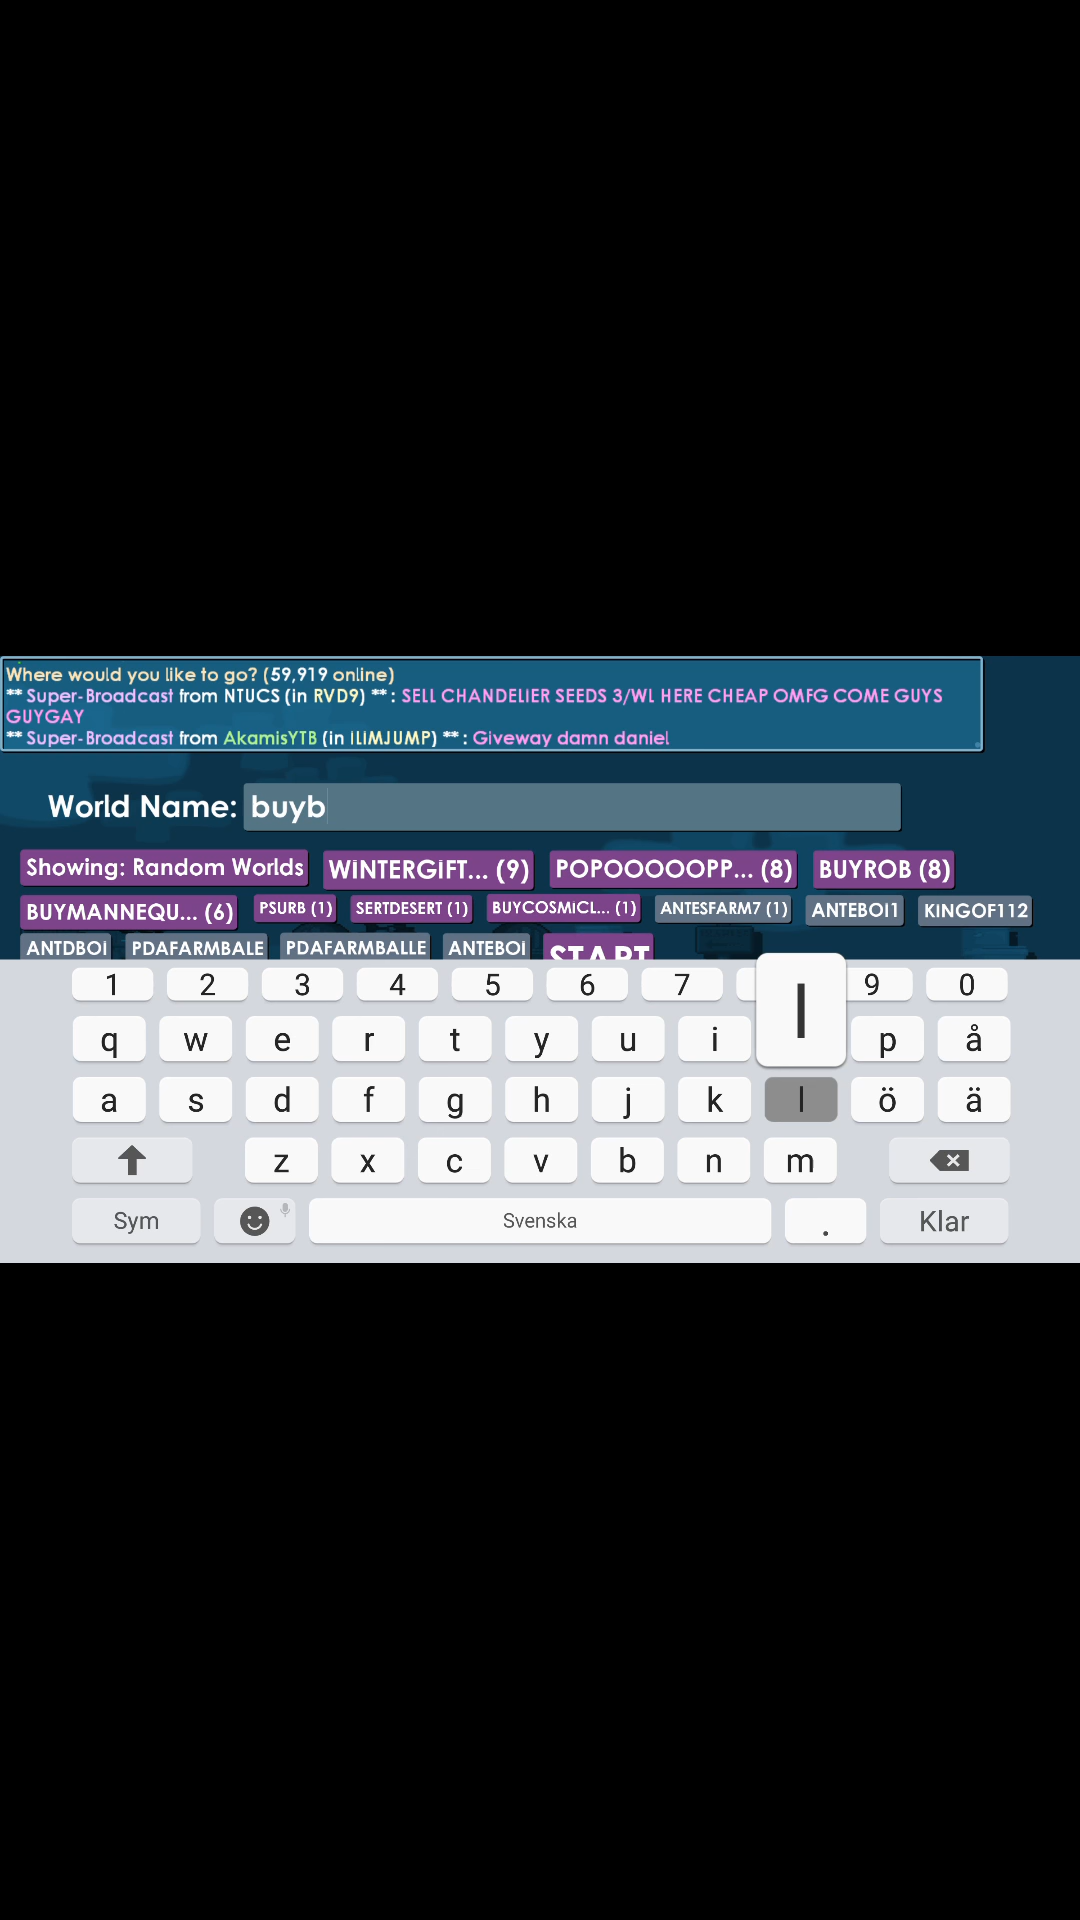 Where would you like to go? (59,919 online)
** Super-Broadcast from NTUCS (in RVD9) ** : SELL CHANDELIER SEEDS 3/WL HERE CHEAP OMFG COME GUYS
GUYGAY
** Super-Broadcast from AkamisYTB (in iLiMJUMP) ** : Giveway damn daniel
World Name: buyb
Showing: Random Worlds WiNTERGiFT... (9) POPOOOOOPP... (8) BUYROB (8)
BUYMANNEQU... (6) PSURB (1) SERTDESERT (1) BUYCOSMiCL... (1) ANTESFARM7 (1) ANTEBOi1 KiNGOF112
ANTDBOi PDAFARMBALE PDAFARMBALLE ANTEBOi START
1 2 3 4 5 6 7 9 0
q w e r t y u i l p å
a s d f g h j k l ö ä
z x c v b n m
Sym Svenska . Klar